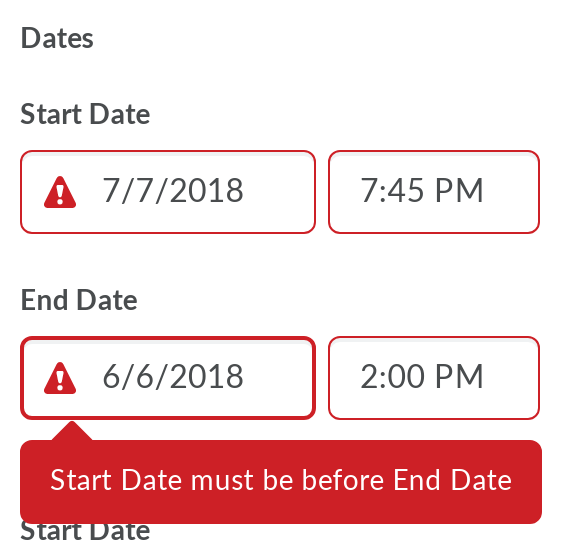 Dates
Start Date
7/7/2018 7:45 PM
End Date
6/6/2018 2:00 PM
Start Date must be before End Date
Start Date